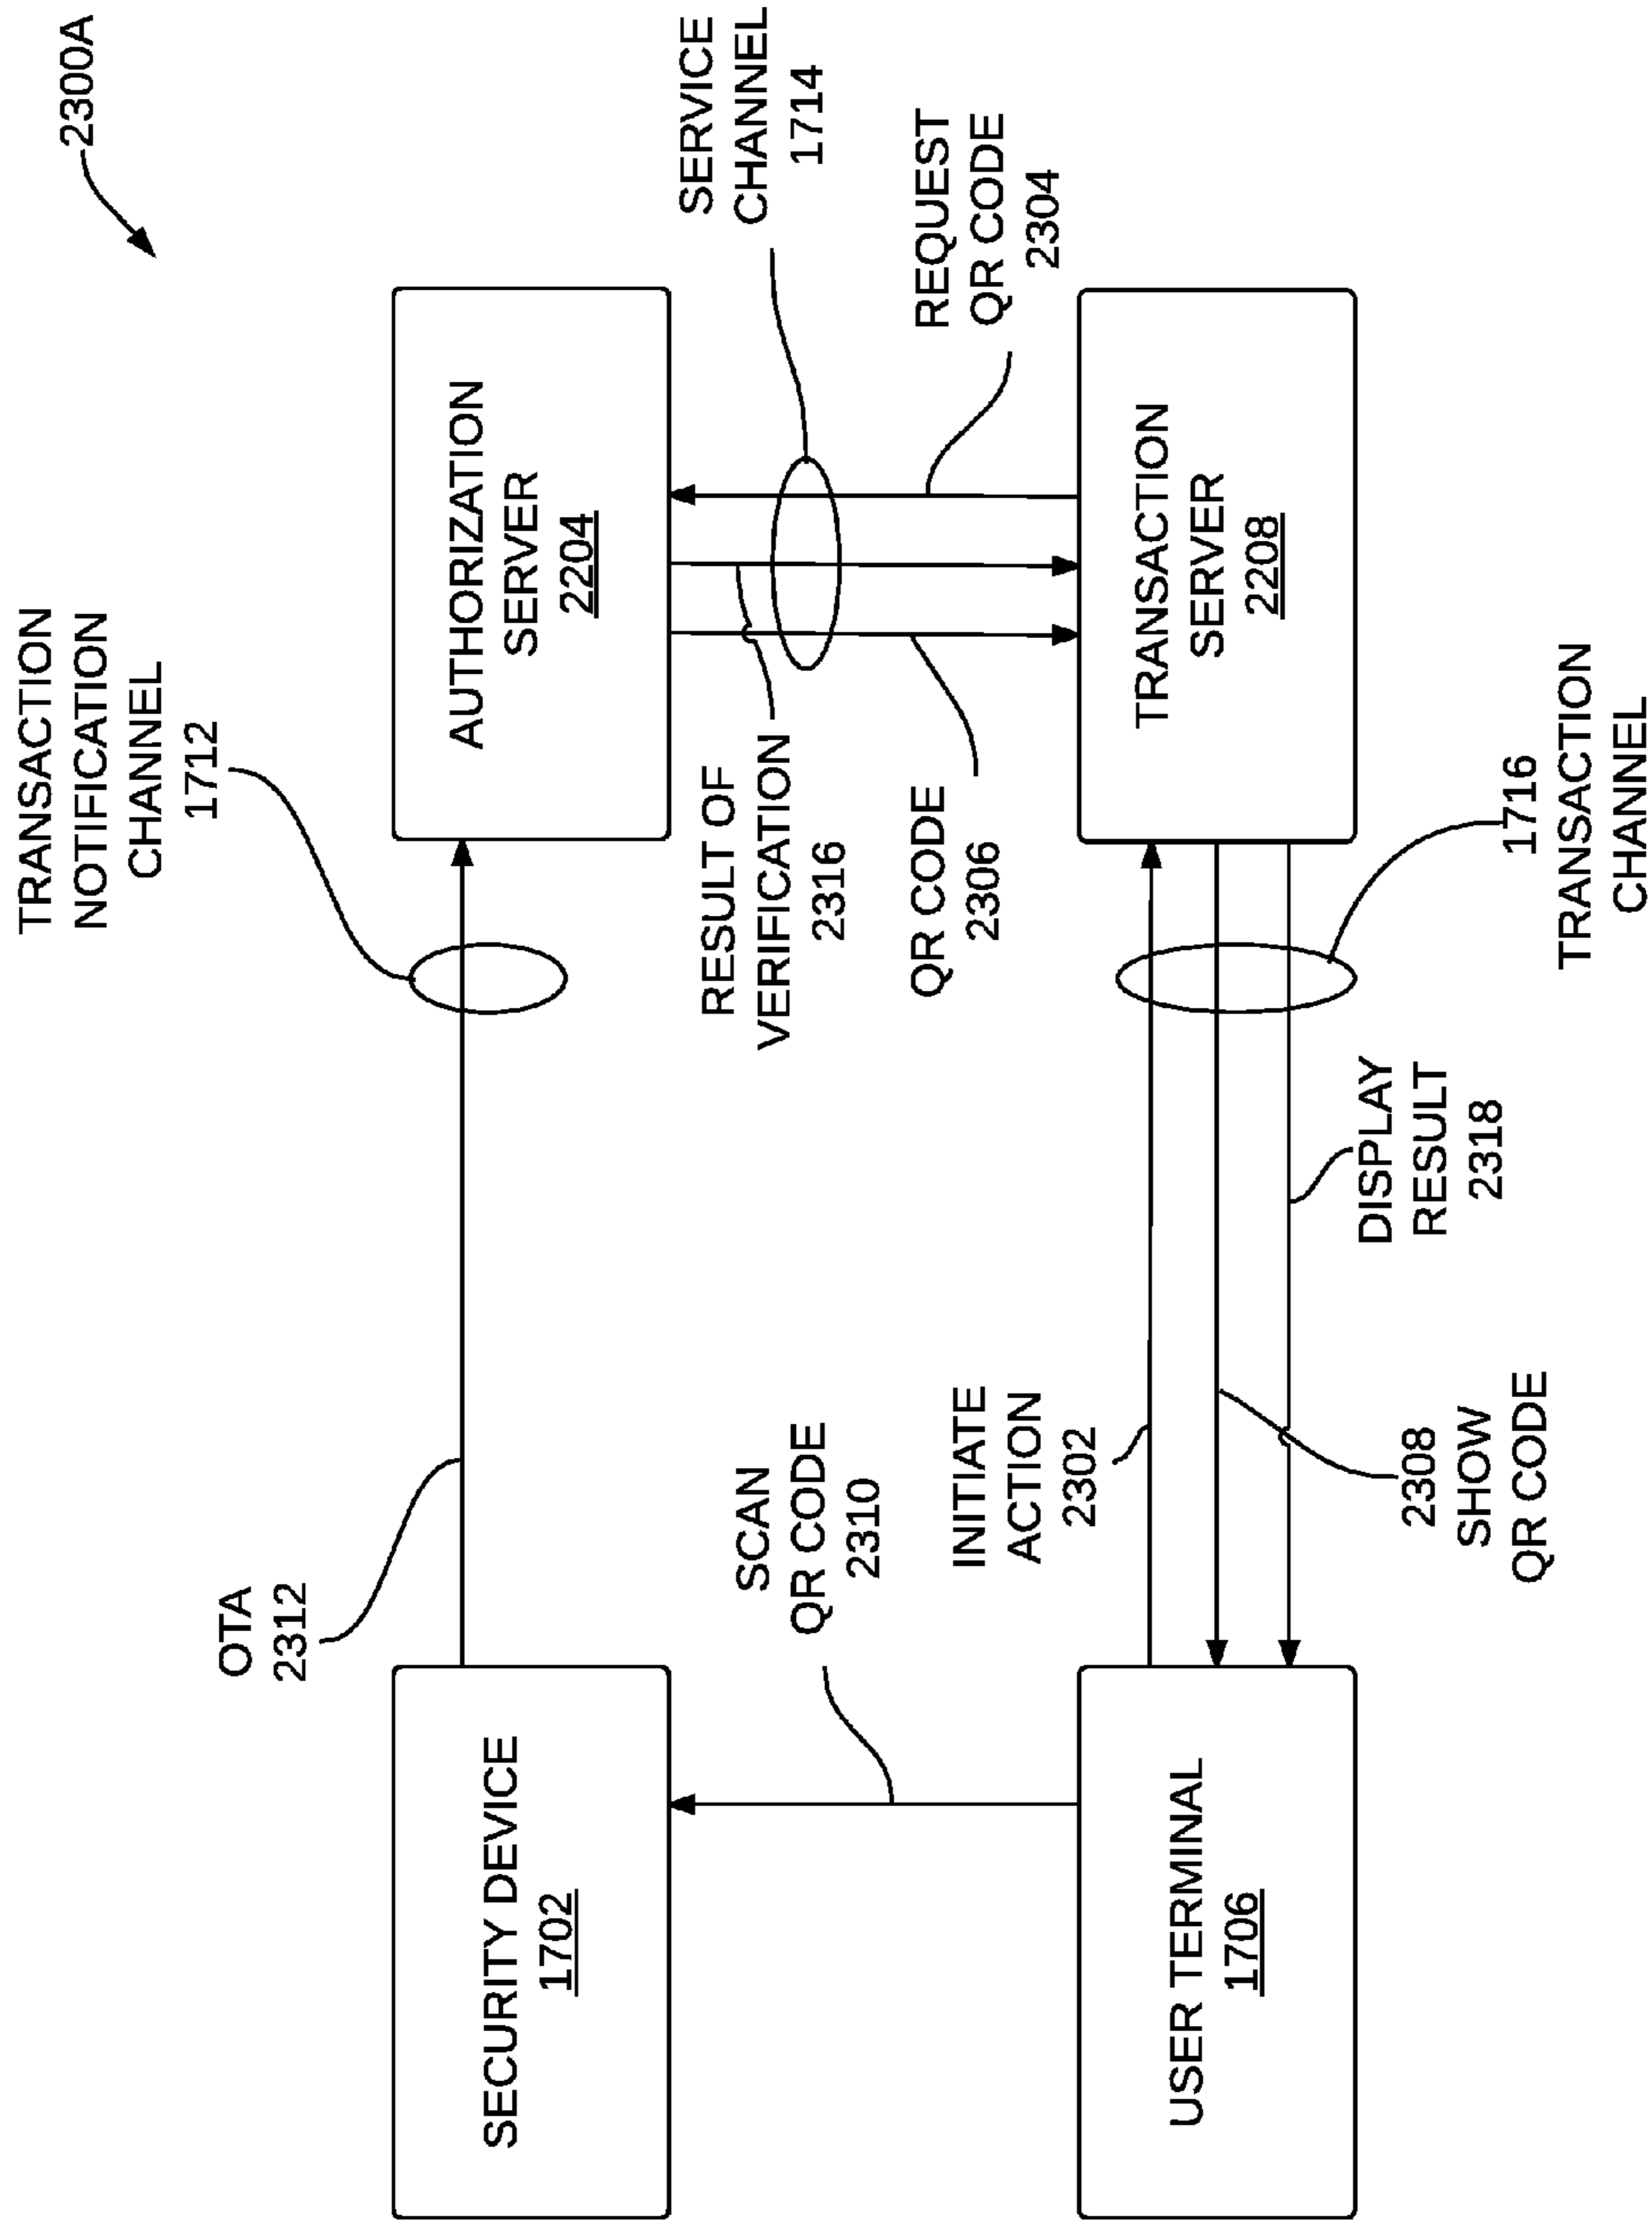 2300A
TRANSACTION
NOTIFICATION
CHANNEL
1712
OTA
2312
SECURITY DEVICE
1702
AUTHORIZATION
SERVER
2204
SERVICE
CHANNEL
1714
RESULT OF
VERIFICATION
2316
SCAN
QR CODE
2310
QR CODE
2306
REQUEST
QR CODE
2304
INITIATE
ACTION
2302
USER TERMINAL
1706
TRANSACTION
SERVER
2208
DISPLAY
RESULT
2318
2308
SHOW
QR CODE
1716
TRANSACTION
CHANNEL